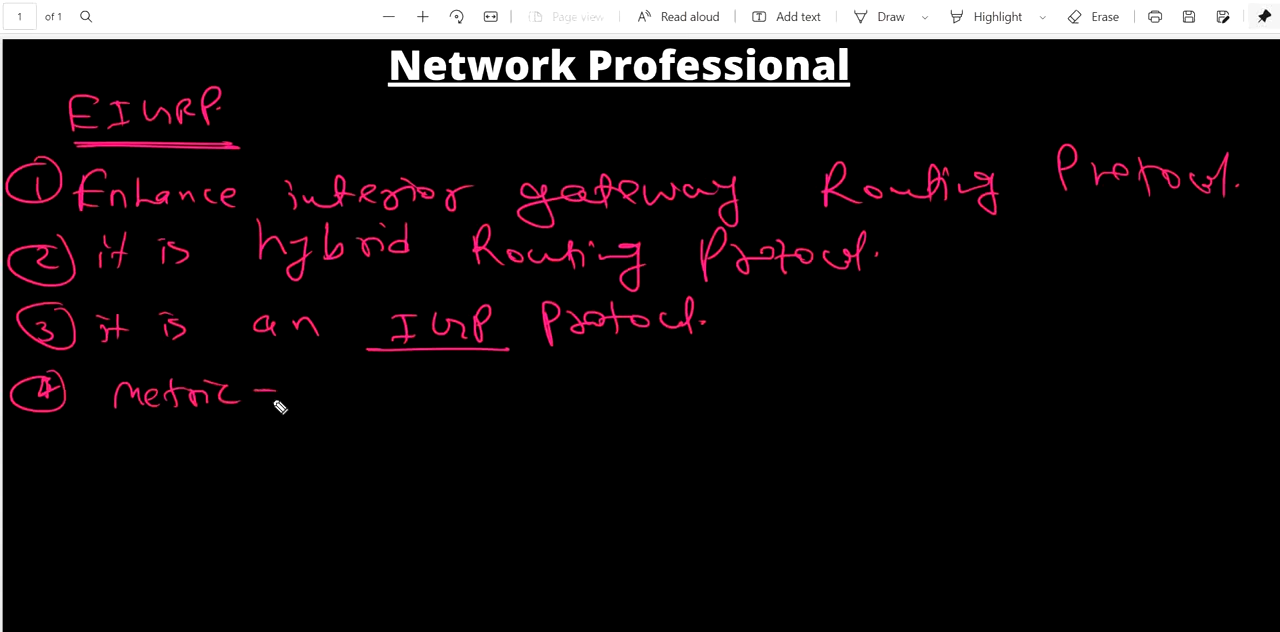 1 of 1 Page view Read aloud Add text Draw Highlight Erase
Network Professional
EIGRP.
① Enhance interior gateway Routing Protocol.
② it is hybrid Routing Protocol.
③ it is an IGP Protocol.
④ Metric -